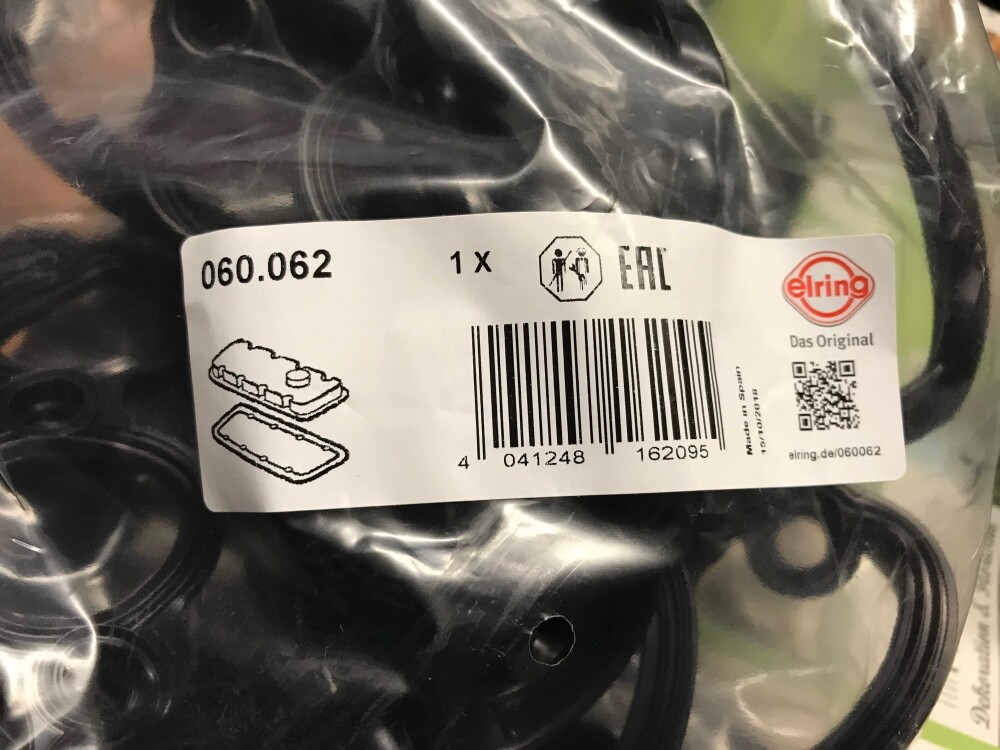 060.062
1 X
EAC
elring
Das Original
4 041248 162095
Made in Spain
15/10/2018
elring.de/060062
Dekoration &